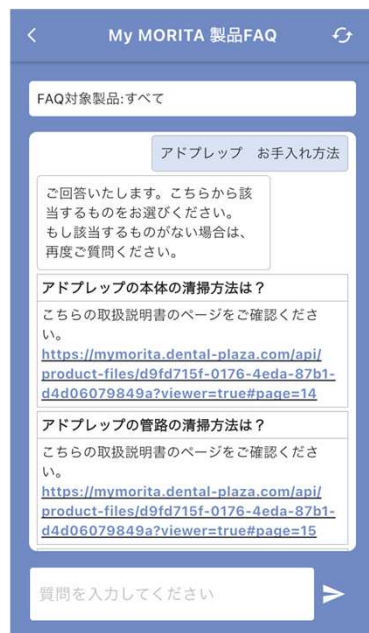 My MORITA 製品FAQ
FAQ対象製品:すべて
アドプレップ　お手入れ方法
ご回答いたします。こちらから該
当するものをお選びください。
もし該当するものがない場合は、
再度ご質問ください。
アドプレップの本体の清掃方法は？
こちらの取扱説明書のページをご確認くださ
い。
https://mymorita.dental-plaza.com/api/
product-files/d9fd715f-0176-4eda-87b1-
d4d06079849a?viewer=true#page=14
アドプレップの管路の清掃方法は？
こちらの取扱説明書のページをご確認くださ
い。
https://mymorita.dental-plaza.com/api/
product-files/d9fd715f-0176-4eda-87b1-
d4d06079849a?viewer=true#page=15
質問を入力してください